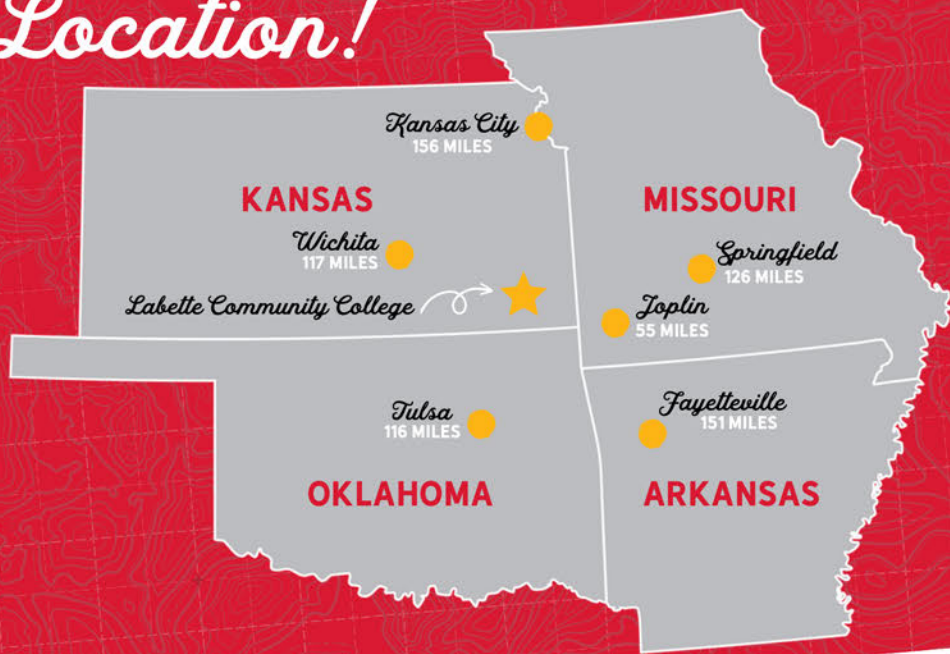 Location!
Kansas City
156 MILES
KANSAS
MISSOURI
Wichita
117 MILES
Springfield
126 MILES
Labette Community College
Joplin
55 MILES
Tulsa
116 MILES
Fayetteville
151 MILES
OKLAHOMA
ARKANSAS